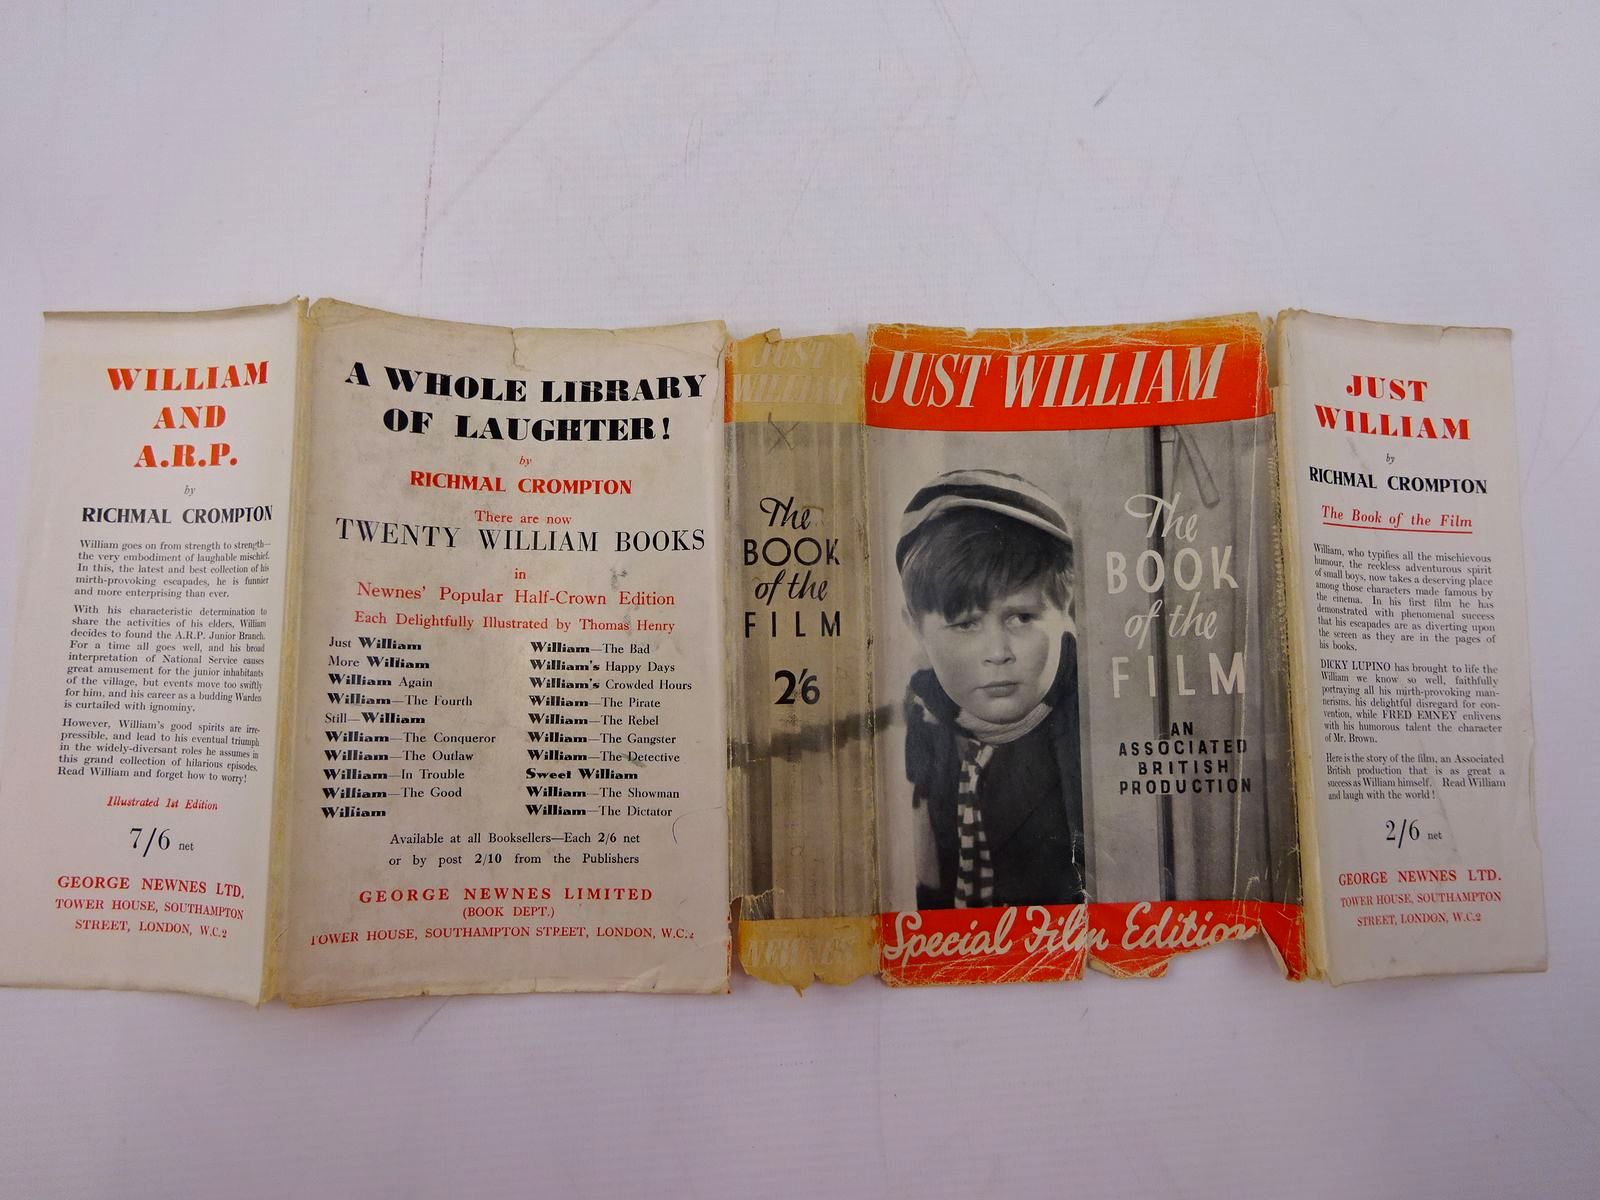 WILLIAM
AND
A.R.P.
by
RICHMAL CROMPTON
William goes on from strength to strength—
the very embodiment of laughable mischief.
In this, the latest and best collection of his
mirth-provoking escapades, he is funnier
and more enterprising than ever.
With his characteristic determination to
share the activities of his elders, William
decides to found the A.R.P. Junior Branch.
For a time all goes well, and his broad
interpretation of National Service causes
great amusement for the junior inhabitants
of the village, but events move too swiftly
for him, and his career as a budding Warden
is curtailed with ignominy.
However, William's good spirits are irre-
pressible, and lead to his eventual triumph
in the widely-diversant roles he assumes in
this grand collection of hilarious episodes.
Read William and forget how to worry!
Illustrated 1st Edition
7/6 net
GEORGE NEWNES LTD.
TOWER HOUSE, SOUTHAMPTON
STREET, LONDON, W.C.2
A WHOLE LIBRARY
OF LAUGHTER!
by
RICHMAL CROMPTON
There are now
TWENTY WILLIAM BOOKS
in
Newnes' Popular Half-Crown Edition
Each Delightfully Illustrated by Thomas Henry
Just William
More William
William Again
William—The Fourth
Still—William
William—The Conqueror
William—The Outlaw
William—In Trouble
William—The Good
William
William—The Bad
William's Happy Days
William's Crowded Hours
William—The Pirate
William—The Rebel
William—The Gangster
William—The Detective
Sweet William
William—The Showman
William—The Dictator
Available at all Booksellers—Each 2/6 net
or by post 2/10 from the Publishers
GEORGE NEWNES LIMITED
(BOOK DEPT.)
TOWER HOUSE, SOUTHAMPTON STREET, LONDON, W.C.2
JUST
WILLIAM
The
BOOK
of the
FILM
2'6
NEWNES
JUST WILLIAM
The
BOOK
of the
FILM
AN
ASSOCIATED
BRITISH
PRODUCTION
Special Film Edition
JUST
WILLIAM
by
RICHMAL CROMPTON
The Book of the Film
William, who typifies all the mischievous
humour, the reckless adventurous spirit
of small boys, now takes a deserving place
among those characters made famous by
the cinema. In his first film he has
demonstrated with phenomenal success
that his escapades are as diverting upon
the screen as they are in the pages of
his books.
DICKY LUPINO has brought to life the
William we know so well, faithfully
portraying all his mirth-provoking man-
nerisms, his delightful disregard for con-
vention, while FRED EMNEY enlivens
with his humorous talent the character
of Mr. Brown.
Here is the story of the film, an Associated
British production that is as great a
success as William himself. Read William
and laugh with the world!
2/6 net
GEORGE NEWNES LTD.
TOWER HOUSE, SOUTHAMPTON
STREET, LONDON, W.C.2